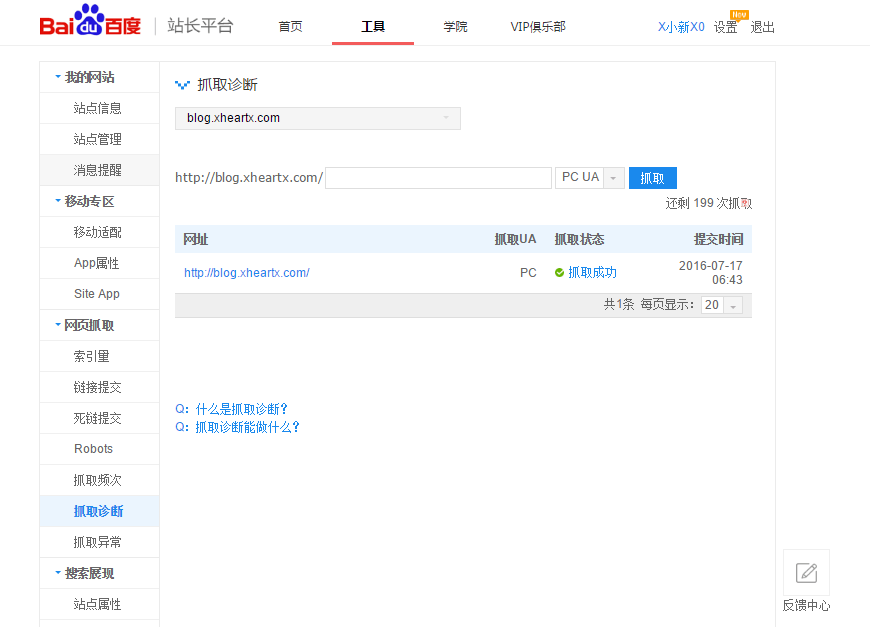 Bai du 百度 站长平台 首页 工具 学院 VIP俱乐部 X小新X0 设置 New 退出
我的网站
站点信息
站点管理
消息提醒
移动专区
移动适配
App属性
Site App
网页抓取
索引量
链接提交
死链提交
Robots
抓取频次
抓取诊断
抓取异常
搜索展现
站点属性
抓取诊断
blog.xheartx.com
http://blog.xheartx.com/ PC UA 抓取
还剩 199 次抓取
网址 抓取UA 抓取状态 提交时间
http://blog.xheartx.com/ PC 抓取成功 2016-07-17
06:43
共1条 每页显示: 20
Q: 什么是抓取诊断?
Q: 抓取诊断能做什么?
反馈中心